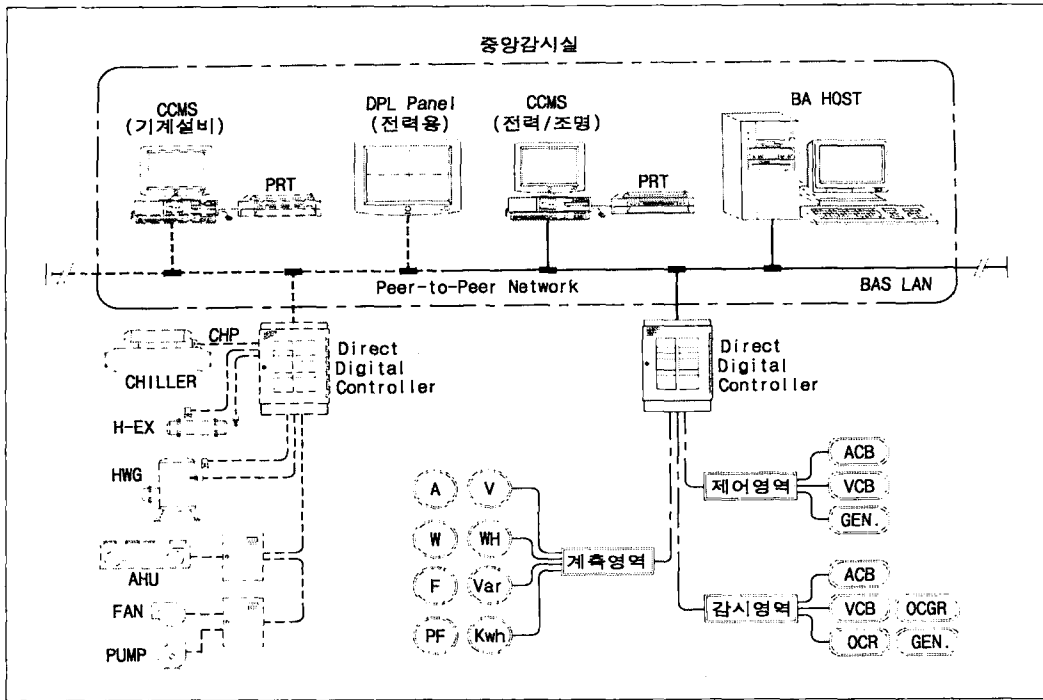 중앙감시실
CCMS
(기계설비)
DPL Panel
(전력용)
CCMS
(전력/조명)
BA HOST
PRT
PRT
Peer-to-Peer Network
BAS LAN
CHP
CHILLER
Direct
Digital
Controller
Direct
Digital
Controller
H-EX
HWG
AHU
FAN
PUMP
A
V
W
WH
F
Var
PF
Kwh
계측영역
제어영역
ACB
VCB
GEN.
감시영역
ACB
VCB
OCGR
OCR
GEN.